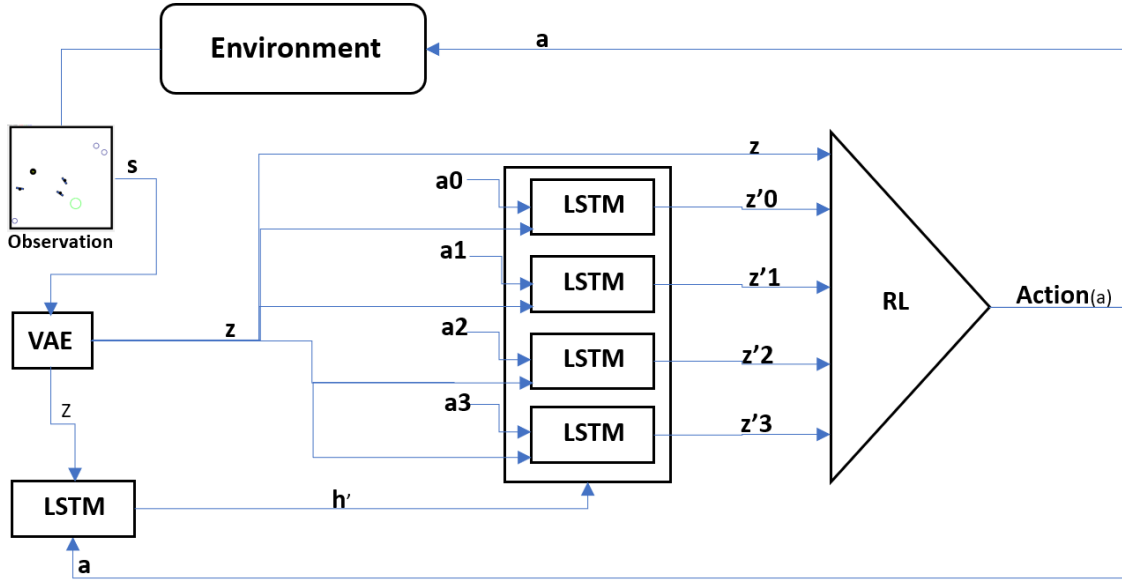 Environment
a
s
z
a0
LSTM
z'0
Observation
a1
LSTM
z'1
RL
Action(a)
VAE
z
a2
LSTM
z'2
a3
LSTM
z'3
Z
LSTM
h'
a